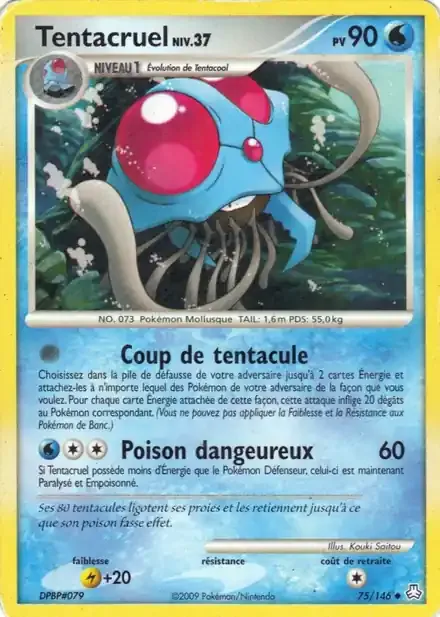 Tentacruel NIV.37 PV 90
NIVEAU 1 Évolution de Tentacool
NO. 073 Pokémon Mollusque TAIL: 1,6 m PDS: 55,0 kg
Coup de tentacule
Choisissez dans la pile de défausse de votre adversaire jusqu'à 2 cartes Énergie et
attachez-les à n'importe lequel des Pokémon de votre adversaire de la façon que vous
voulez. Pour chaque carte Énergie attachée de cette façon, cette attaque inflige 20 dégâts
au Pokémon correspondant. (Vous ne pouvez pas appliquer la Faiblesse et la Résistance aux
Pokémon de Banc.)
Poison dangeureux 60
Si Tentacruel possède moins d'Énergie que le Pokémon Défenseur, celui-ci est maintenant
Paralysé et Empoisonné.
Ses 80 tentacules ligotent ses proies et les retiennent jusqu'à ce
que son poison fasse effet.
Illus. Kouki Saitou
faiblesse résistance coût de retraite
+20
DPBP#079 ©2009 Pokémon/Nintendo 75/146